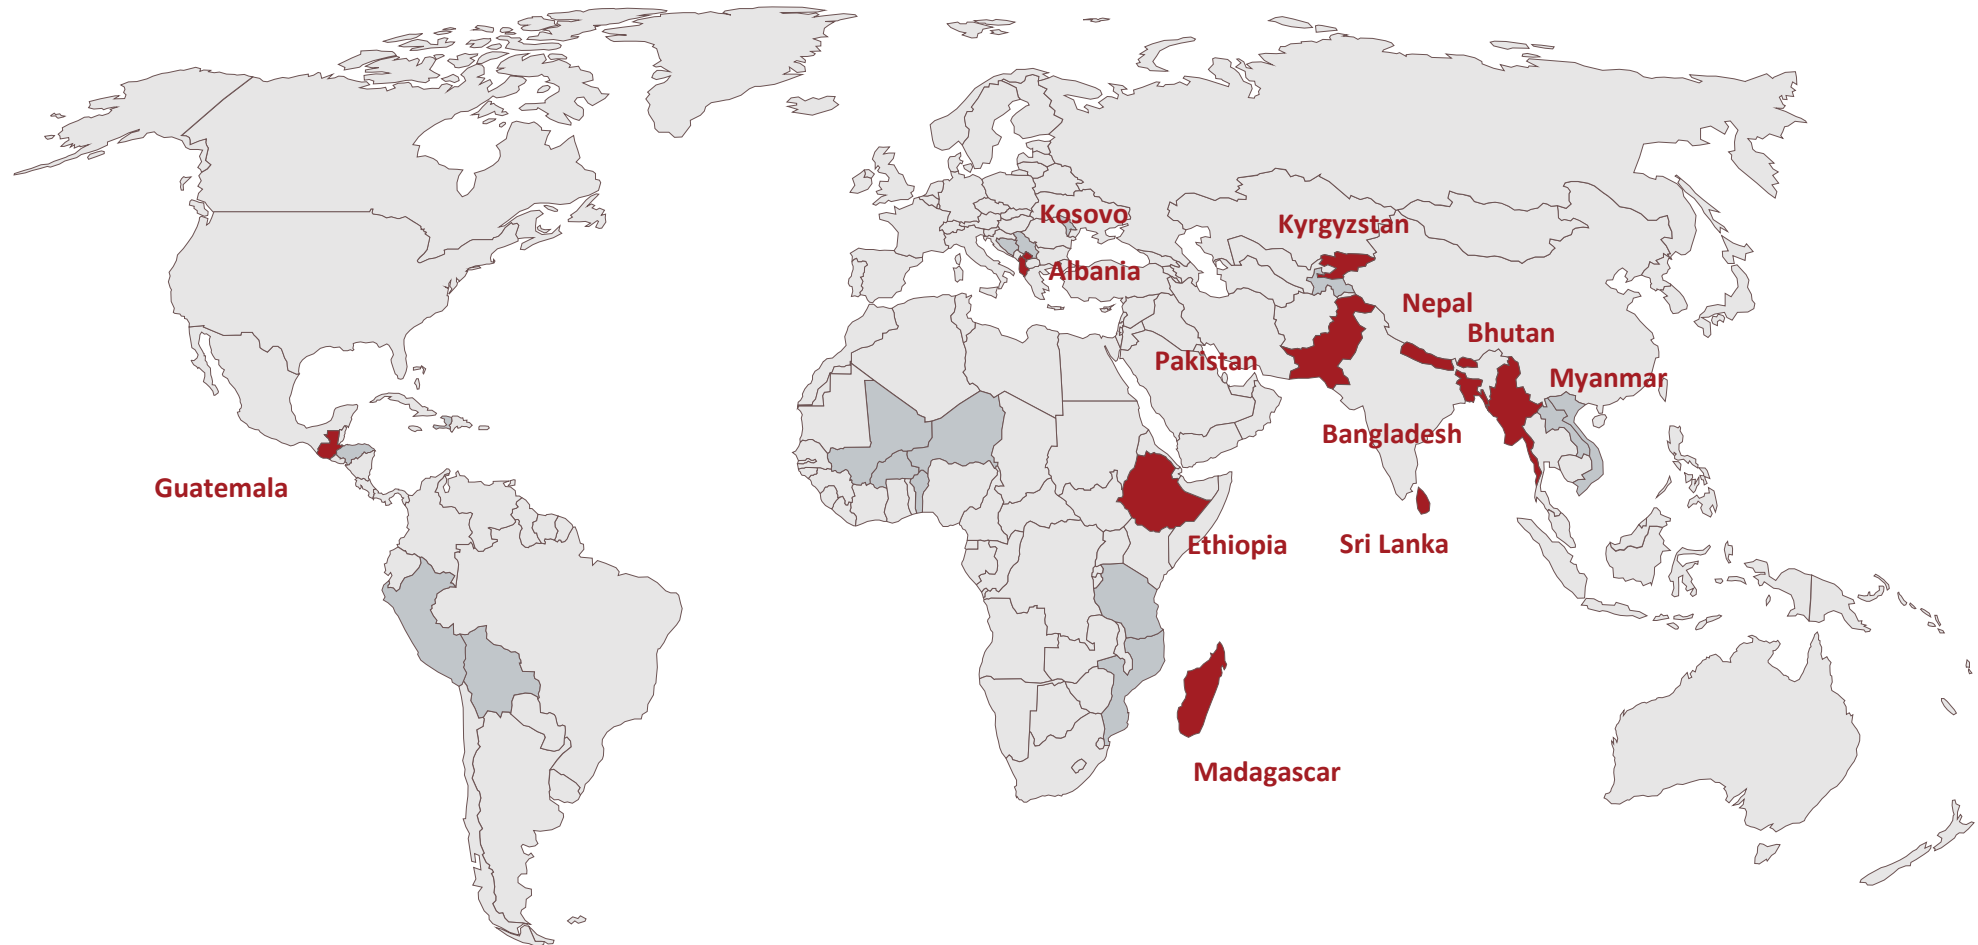 Kosovo
Kyrgyzstan
Albania
Nepal
Bhutan
Pakistan
Myanmar
Bangladesh
Guatemala
Ethiopia
Sri Lanka
Madagascar